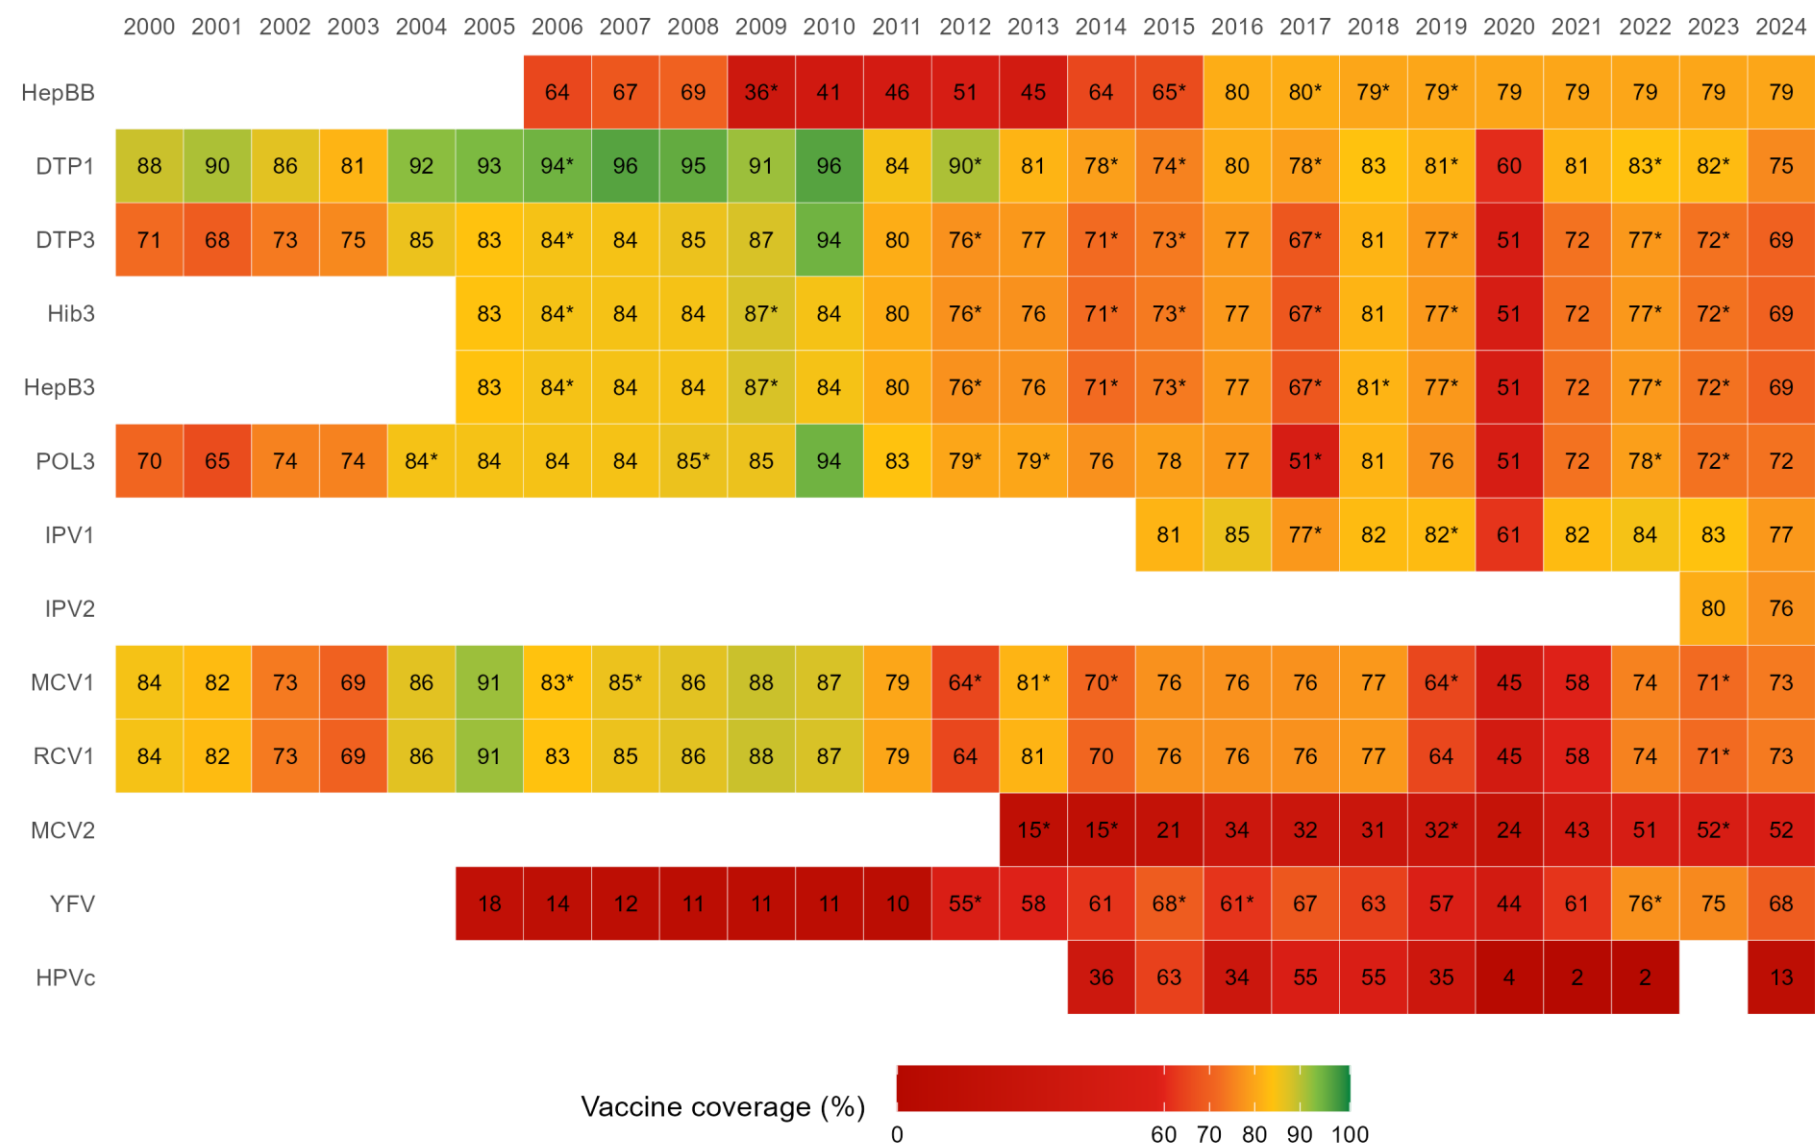 2000 2001 2002 2003 2004 2005 2006 2007 2008 2009 2010 2011 2012 2013 2014 2015 2016 2017 2018 2019 2020 2021 2022 2023 2024
HepBB 64 67 69 36* 41 46 51 45 64 65* 80 80* 79* 79* 79 79 79 79 79
DTP1 88 90 86 81 92 93 94* 96 95 91 96 84 90* 81 78* 74* 80 78* 83 81* 60 81 83* 82* 75
DTP3 71 68 73 75 85 83 84* 84 85 87 94 80 76* 77 71* 73* 77 67* 81 77* 51 72 77* 72* 69
Hib3 83 84* 84 84 87* 84 80 76* 76 71* 73* 77 67* 81 77* 51 72 77* 72* 69
HepB3 83 84* 84 84 87* 84 80 76* 76 71* 73* 77 67* 81* 77* 51 72 77* 72* 69
POL3 70 65 74 74 84* 84 84 84 85* 85 94 83 79* 79* 76 78 77 51* 81 76 51 72 78* 72* 72
IPV1 81 85 77* 82 82* 61 82 84 83 77
IPV2 80 76
MCV1 84 82 73 69 86 91 83* 85* 86 88 87 79 64* 81* 70* 76 76 76 77 64* 45 58 74 71* 73
RCV1 84 82 73 69 86 91 83 85 86 88 87 79 64 81 70 76 76 76 77 64 45 58 74 71* 73
MCV2 15* 15* 21 34 32 31 32* 24 43 51 52* 52
YFV 18 14 12 11 11 11 10 55* 58 61 68* 61* 67 63 57 44 61 76* 75 68
HPVc 36 63 34 55 55 35 4 2 2 13
Vaccine coverage (%)
0 60 70 80 90 100